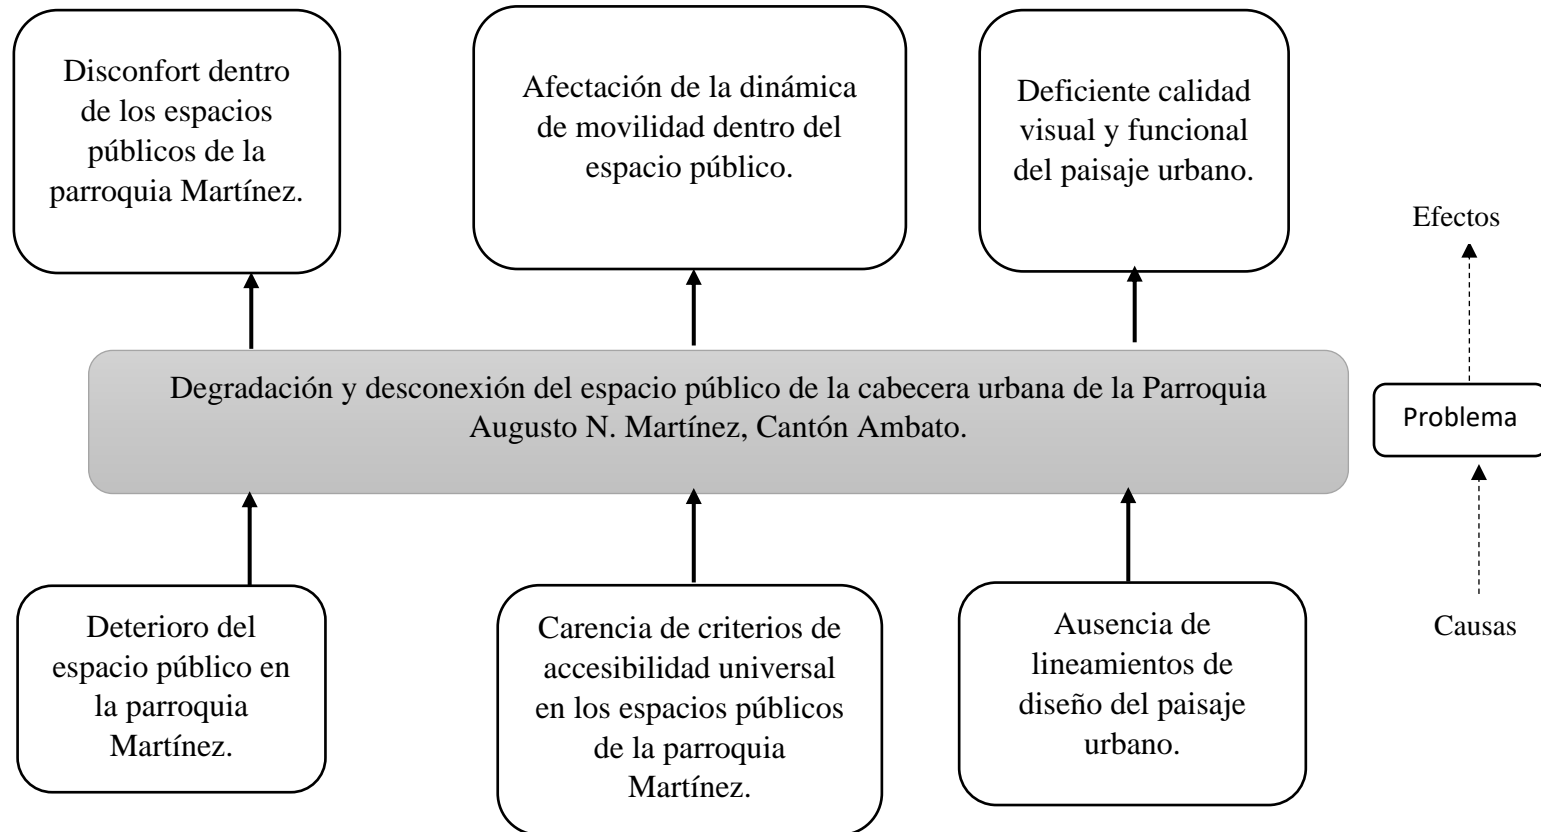 Disconfort dentro
de los espacios
públicos de la
parroquia Martínez.
Afectación de la dinámica
de movilidad dentro del
espacio público.
Deficiente calidad
visual y funcional
del paisaje urbano.
Efectos
Degradación y desconexión del espacio público de la cabecera urbana de la Parroquia
Augusto N. Martínez, Cantón Ambato.
Problema
Deterioro del
espacio público en
la parroquia
Martínez.
Carencia de criterios de
accesibilidad universal
en los espacios públicos
de la parroquia
Martínez.
Ausencia de
lineamientos de
diseño del paisaje
urbano.
Causas